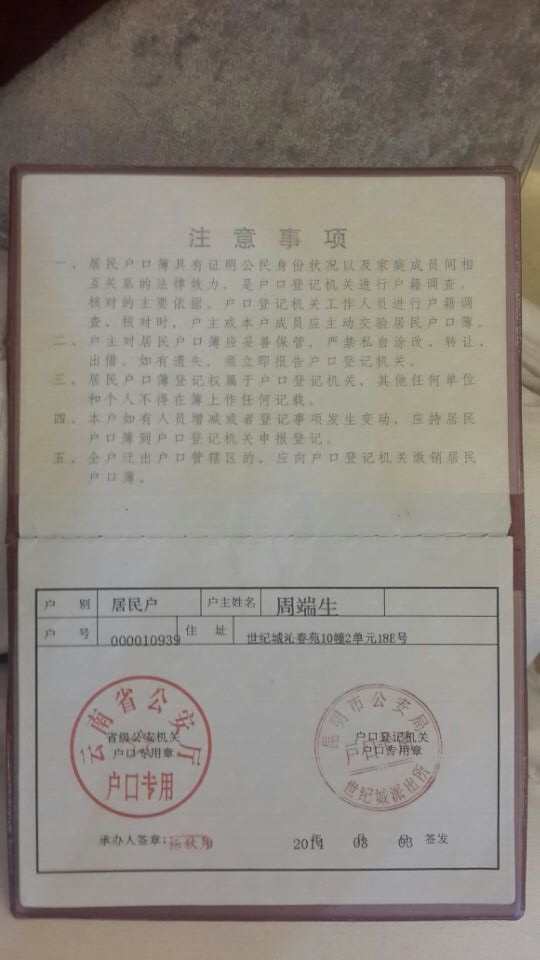 注意事项
一、居民户口簿具有证明公民身份状况以及家庭成员间相
互关系的法律效力，是户口登记机关进行户籍调查、
核对的主要依据。户口登记机关工作人员进行户籍调
查、核对时，户主或本户成员应主动交验居民户口簿。
二、户主对居民户口簿应妥善保管，严禁私自涂改、转让、
出借。如有遗失，须立即报告户口登记机关。
三、居民户口簿登记权属于户口登记机关，其他任何单位
和个人不得在簿上作任何记载。
四、本户如有人员增减或者登记事项发生变动，应持居民
户口簿到户口登记机关申报登记。
五、全户迁出户口管辖区的，应向户口登记机关缴销居民
户口簿。
户别 居民户 户主姓名 周端生
户号 000010939 住址 世纪城沁春苑10幢2单元18E号
云南省公安厅
省级公安机关
户口专用章
户口专用
昆明市公安局
户口登记机关
户口专用章
世纪城派出所
承办人签章：杨秋月 2014年08月03日签发